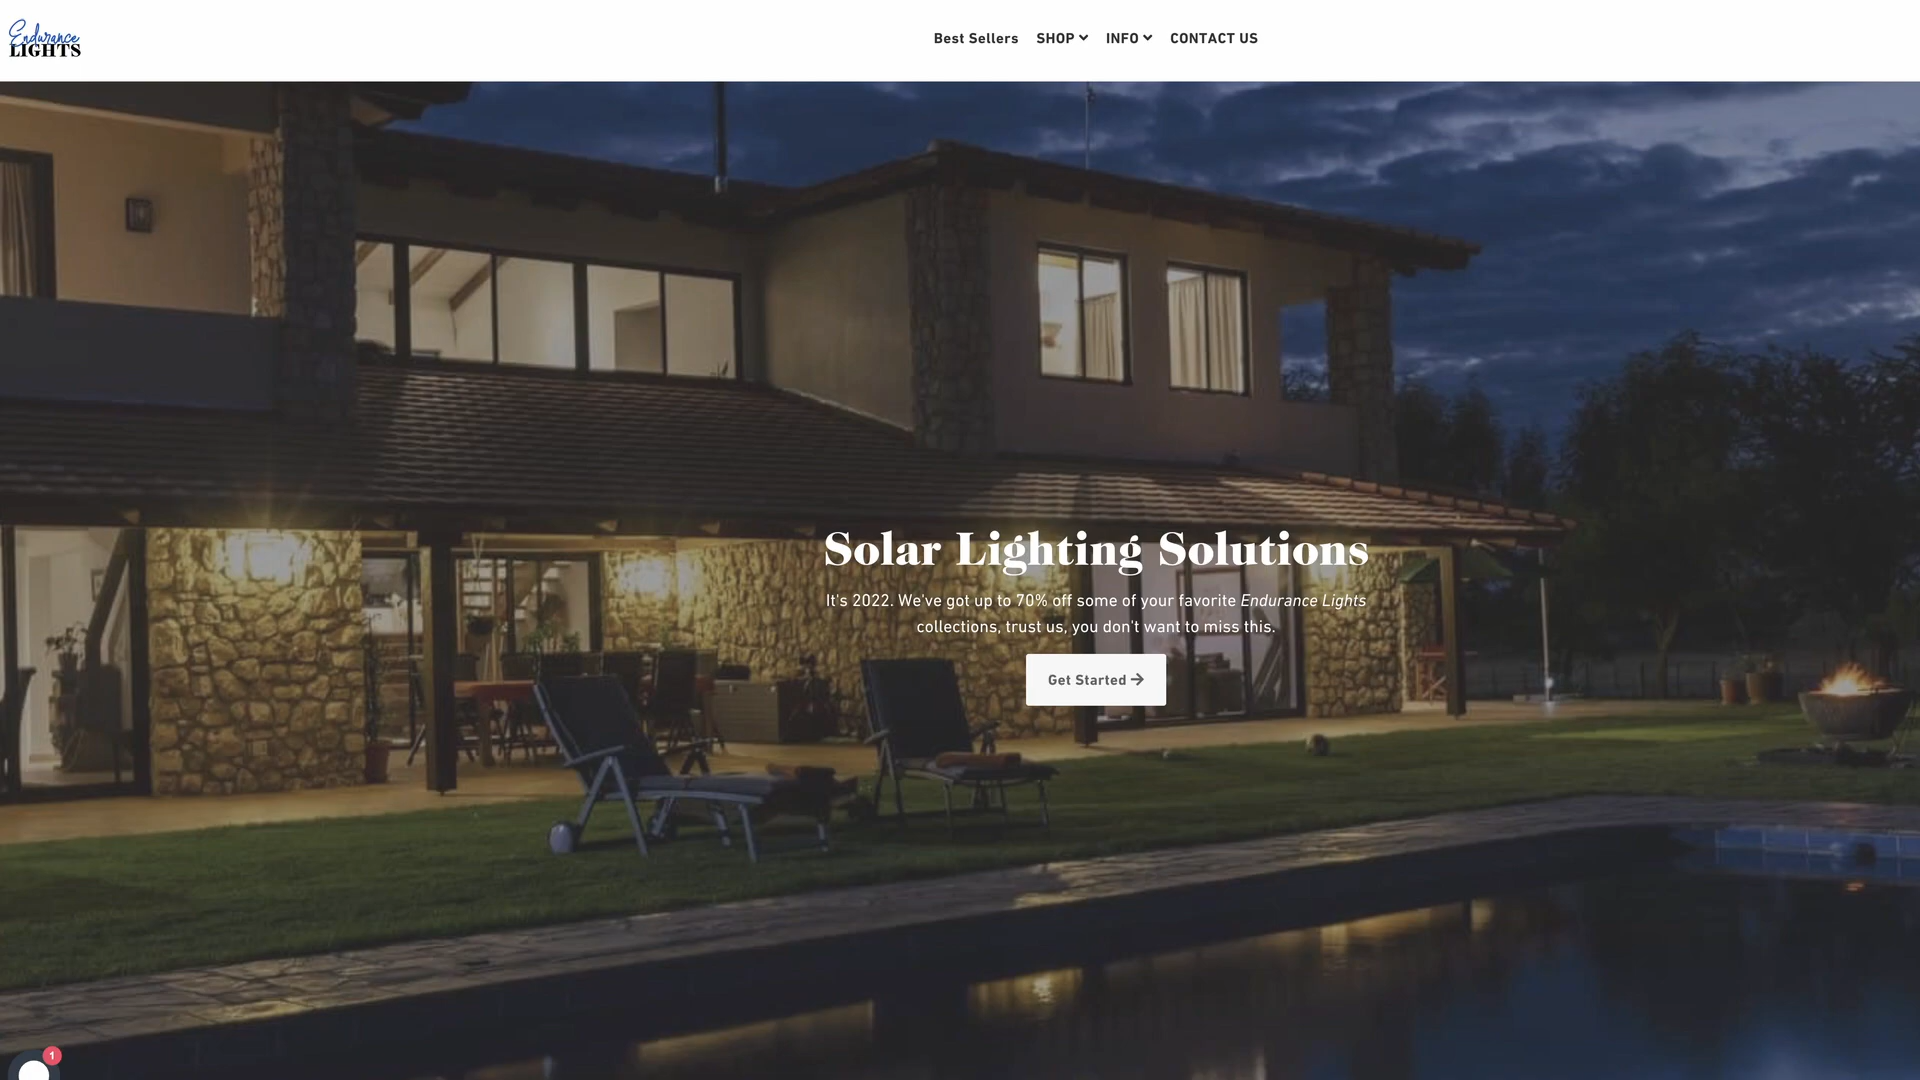 Endurance
LIGHTS
Best Sellers
SHOP
INFO
CONTACT US
Solar Lighting Solutions
It's 2022. We've got up to 70% off some of your favorite Endurance Lights
collections, trust us, you don't want to miss this.
Get Started
1